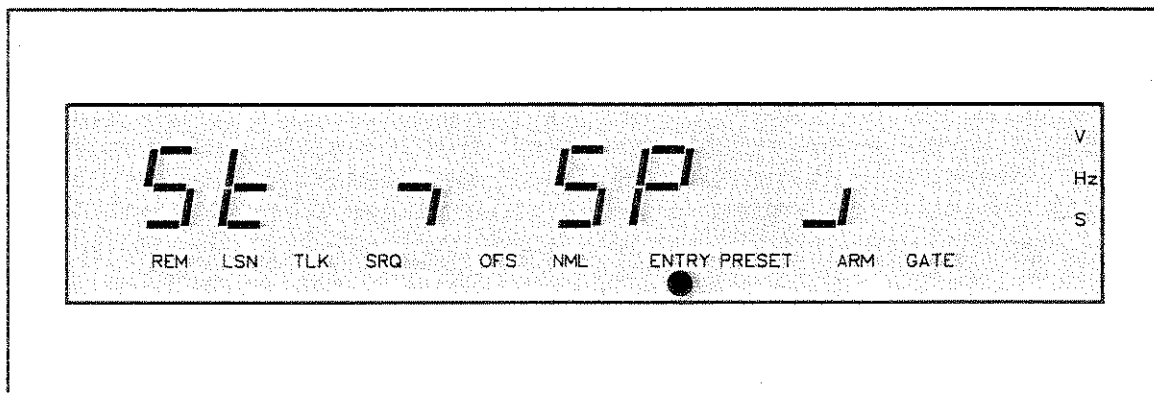 St ㄱ SP ｣
V
Hz
S
REM LSN TLK SRQ OFS NML ENTRY PRESET ARM GATE